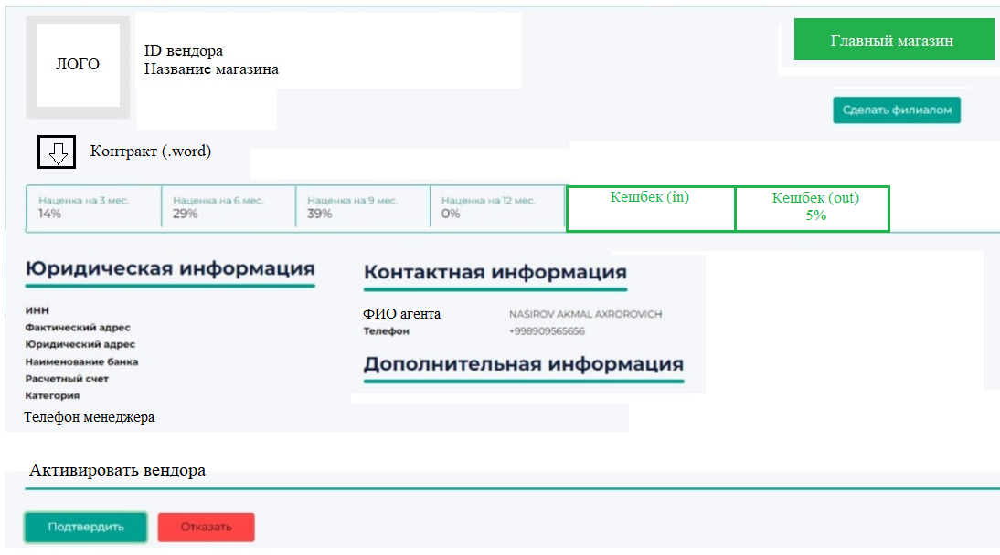 ЛОГО
ID вендора
Название магазина
Главный магазин
Сделать филиалом
Контракт (.word)
Наценка на 3 мес.
14%
Наценка на 6 мес.
29%
Наценка на 9 мес.
39%
Наценка на 12 мес.
0%
Кешбек (in)
Кешбек (out)
5%
Юридическая информация
ИНН
Фактический адрес
Юридический адрес
Наименование банка
Расчетный счет
Категория
Телефон менеджера
Контактная информация
ФИО агента NASIROV AKMAL AXROROVICH
Телефон +998909565656
Дополнительная информация
Активировать вендора
Подтвердить
Отказать